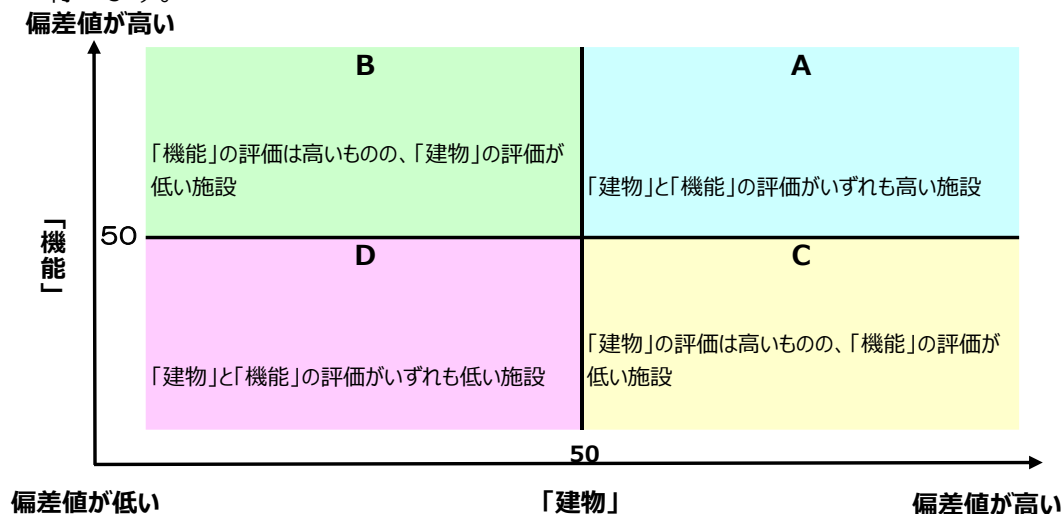 偏差値が高い
B
A
「機能」の評価は高いものの、「建物」の評価が
低い施設
「建物」と「機能」の評価がいずれも高い施設
「機能」
50
D
C
「建物」の評価は高いものの、「機能」の評価が
低い施設
「建物」と「機能」の評価がいずれも低い施設
50
偏差値が低い
「建物」
偏差値が高い